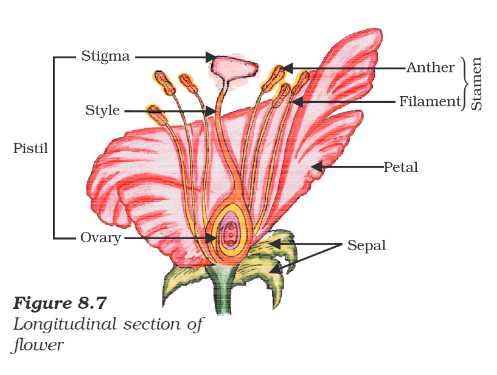 Stigma
Anther
Stamen
Filament
Style
Pistil
Petal
Ovary
Sepal
Figure 8.7
Longitudinal section of
flower